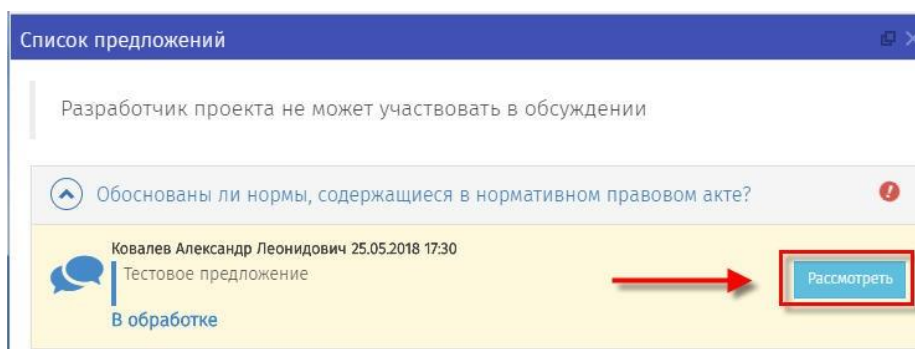 Список предложений
Разработчик проекта не может участвовать в обсуждении
Обоснованы ли нормы, содержащиеся в нормативном правовом акте?
Ковалев Александр Леонидович 25.05.2018 17:30
Тестовое предложение
Рассмотреть
В обработке